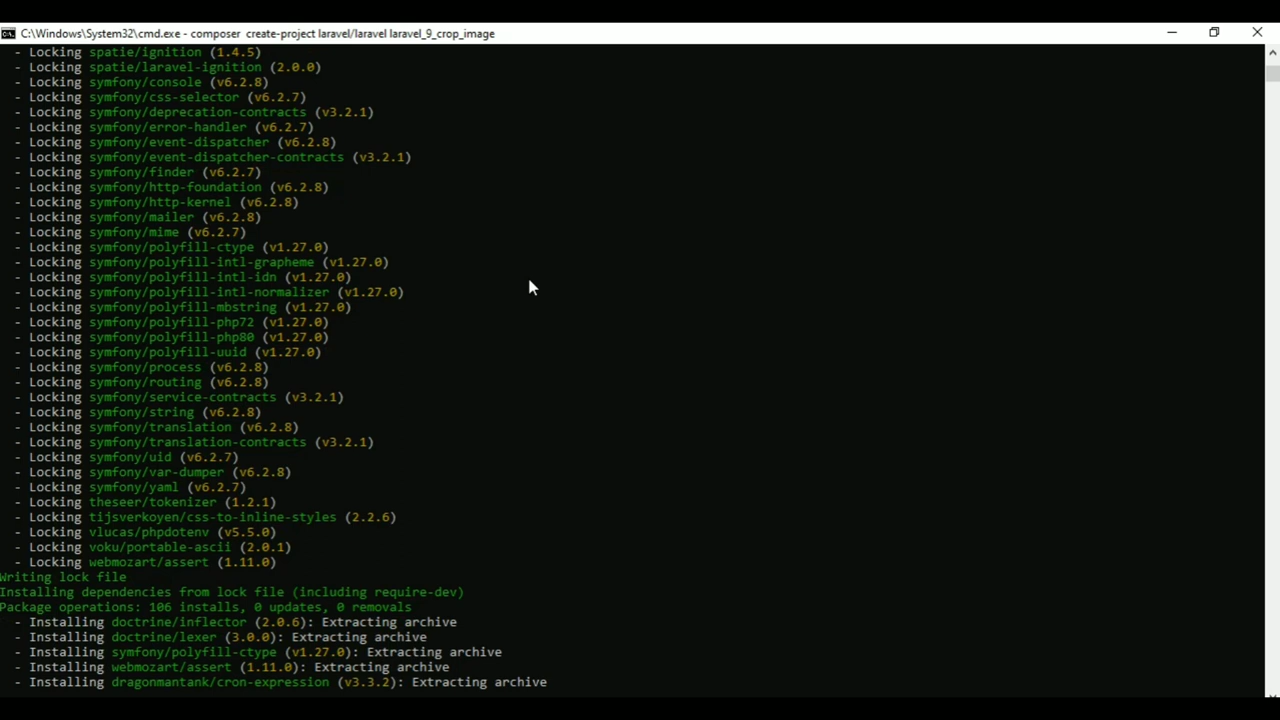 C:\Windows\System32\cmd.exe - composer  create-project laravel/laravel laravel_9_crop_image
- Locking spatie/ignition (1.4.5)
- Locking spatie/laravel-ignition (2.0.0)
- Locking symfony/console (v6.2.8)
- Locking symfony/css-selector (v6.2.7)
- Locking symfony/deprecation-contracts (v3.2.1)
- Locking symfony/error-handler (v6.2.7)
- Locking symfony/event-dispatcher (v6.2.8)
- Locking symfony/event-dispatcher-contracts (v3.2.1)
- Locking symfony/finder (v6.2.7)
- Locking symfony/http-foundation (v6.2.8)
- Locking symfony/http-kernel (v6.2.8)
- Locking symfony/mailer (v6.2.8)
- Locking symfony/mime (v6.2.7)
- Locking symfony/polyfill-ctype (v1.27.0)
- Locking symfony/polyfill-intl-grapheme (v1.27.0)
- Locking symfony/polyfill-intl-idn (v1.27.0)
- Locking symfony/polyfill-intl-normalizer (v1.27.0)
- Locking symfony/polyfill-mbstring (v1.27.0)
- Locking symfony/polyfill-php72 (v1.27.0)
- Locking symfony/polyfill-php80 (v1.27.0)
- Locking symfony/polyfill-uuid (v1.27.0)
- Locking symfony/process (v6.2.8)
- Locking symfony/routing (v6.2.8)
- Locking symfony/service-contracts (v3.2.1)
- Locking symfony/string (v6.2.8)
- Locking symfony/translation (v6.2.8)
- Locking symfony/translation-contracts (v3.2.1)
- Locking symfony/uid (v6.2.7)
- Locking symfony/var-dumper (v6.2.8)
- Locking symfony/yaml (v6.2.7)
- Locking theseer/tokenizer (1.2.1)
- Locking tijsverkoyen/css-to-inline-styles (2.2.6)
- Locking vlucas/phpdotenv (v5.5.0)
- Locking voku/portable-ascii (2.0.1)
- Locking webmozart/assert (1.11.0)
Writing lock file
Installing dependencies from lock file (including require-dev)
Package operations: 106 installs, 0 updates, 0 removals
- Installing doctrine/inflector (2.0.6): Extracting archive
- Installing doctrine/lexer (3.0.0): Extracting archive
- Installing symfony/polyfill-ctype (v1.27.0): Extracting archive
- Installing webmozart/assert (1.11.0): Extracting archive
- Installing dragonmantank/cron-expression (v3.3.2): Extracting archive